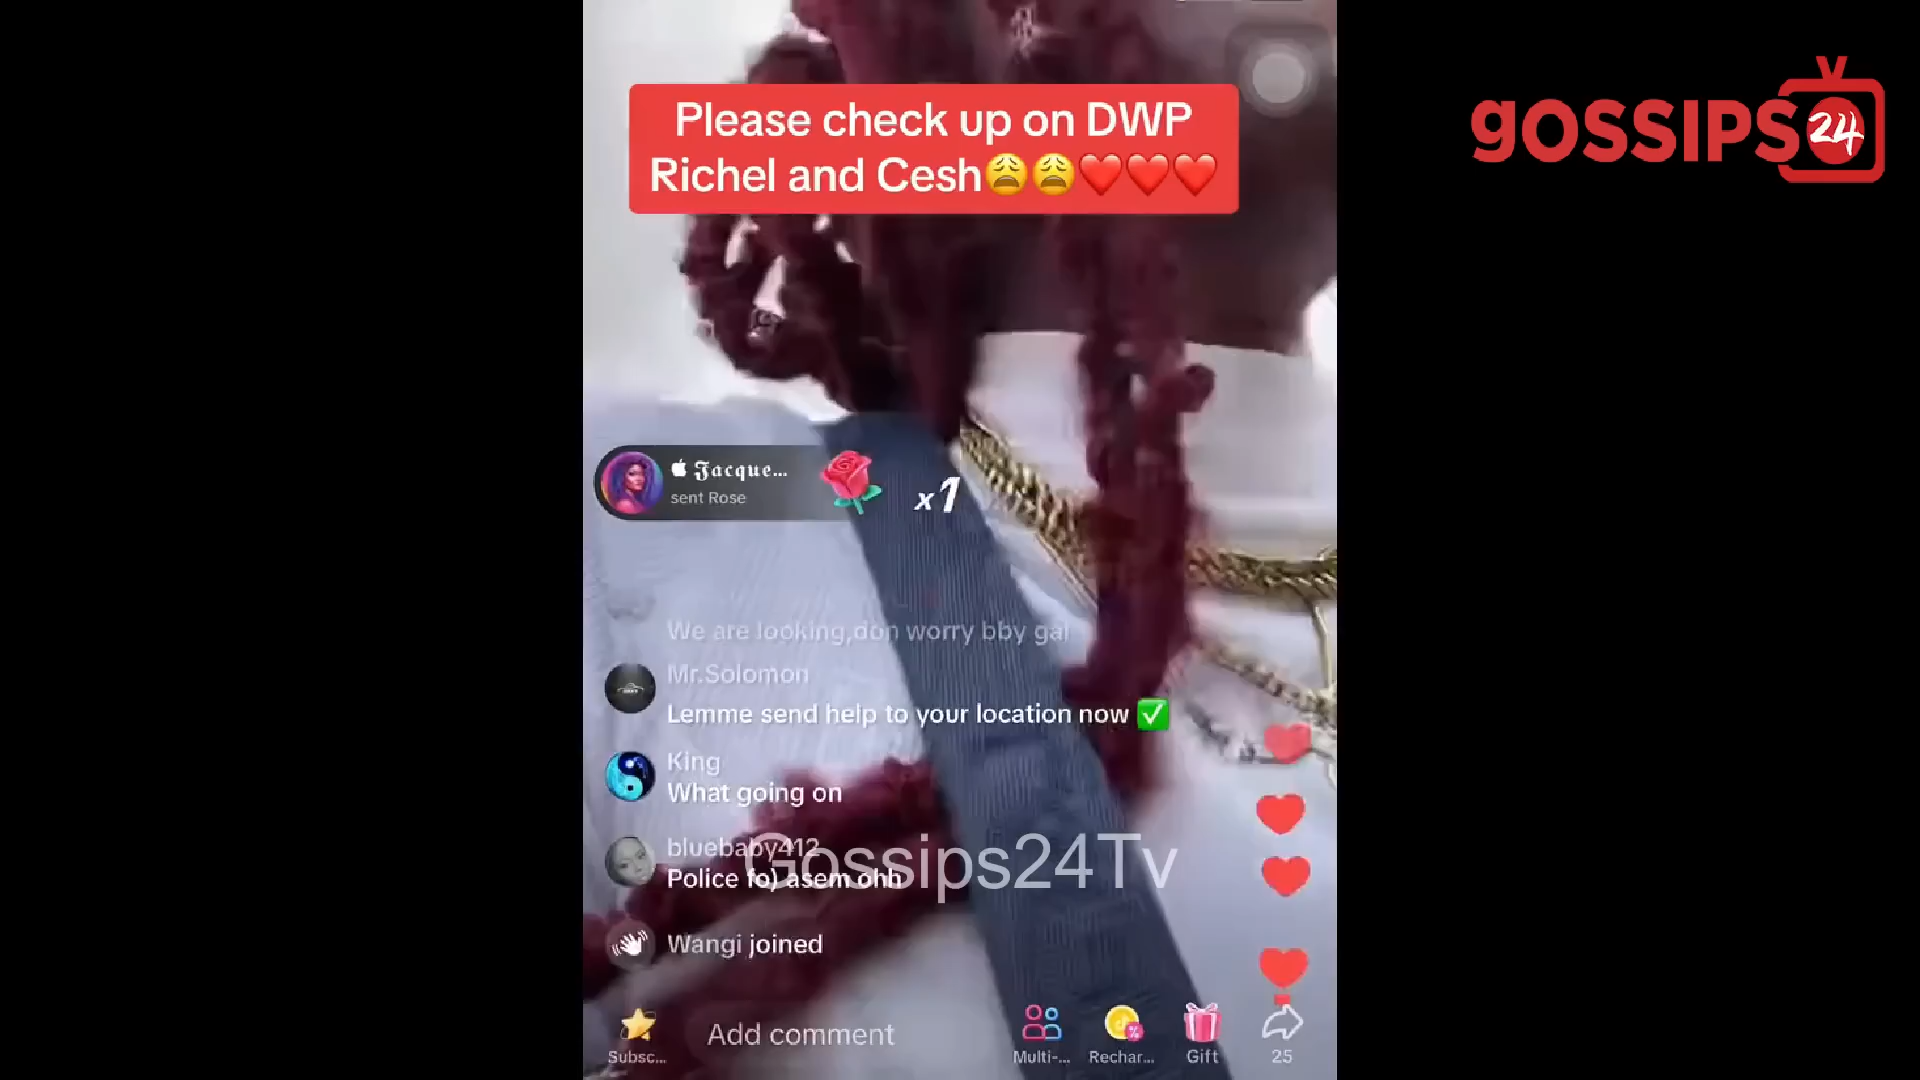 Please check up on DWP
Richel and Cesh😩😩❤️❤️❤️
gOSSIPS24
𝕵𝖆𝖈𝖖𝖚𝖊...
sent Rose
x1
We are looking,don worry bby gal
Mr.Solomon
Lemme send help to your location now ✅
King
What going on
bluebaby412
Police fo) asem ohh
Gossips24Tv
Wangi joined
Subsc...
Add comment
Multi-...
Rechar...
Gift
25